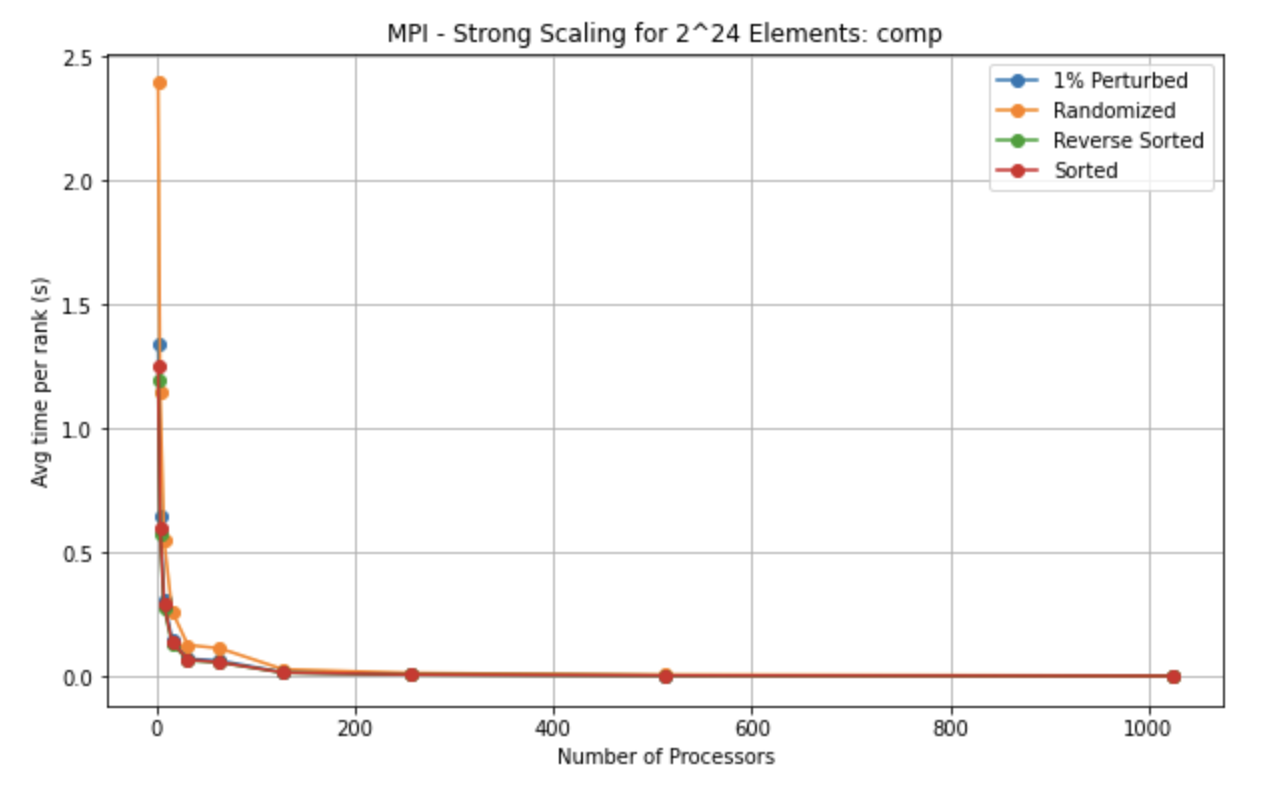 MPI - Strong Scaling for 2^24 Elements: comp
1% Perturbed
Randomized
Reverse Sorted
Sorted
Avg time per rank (s)
2.5
2.0
1.5
1.0
0.5
0.0
0 200 400 600 800 1000
Number of Processors